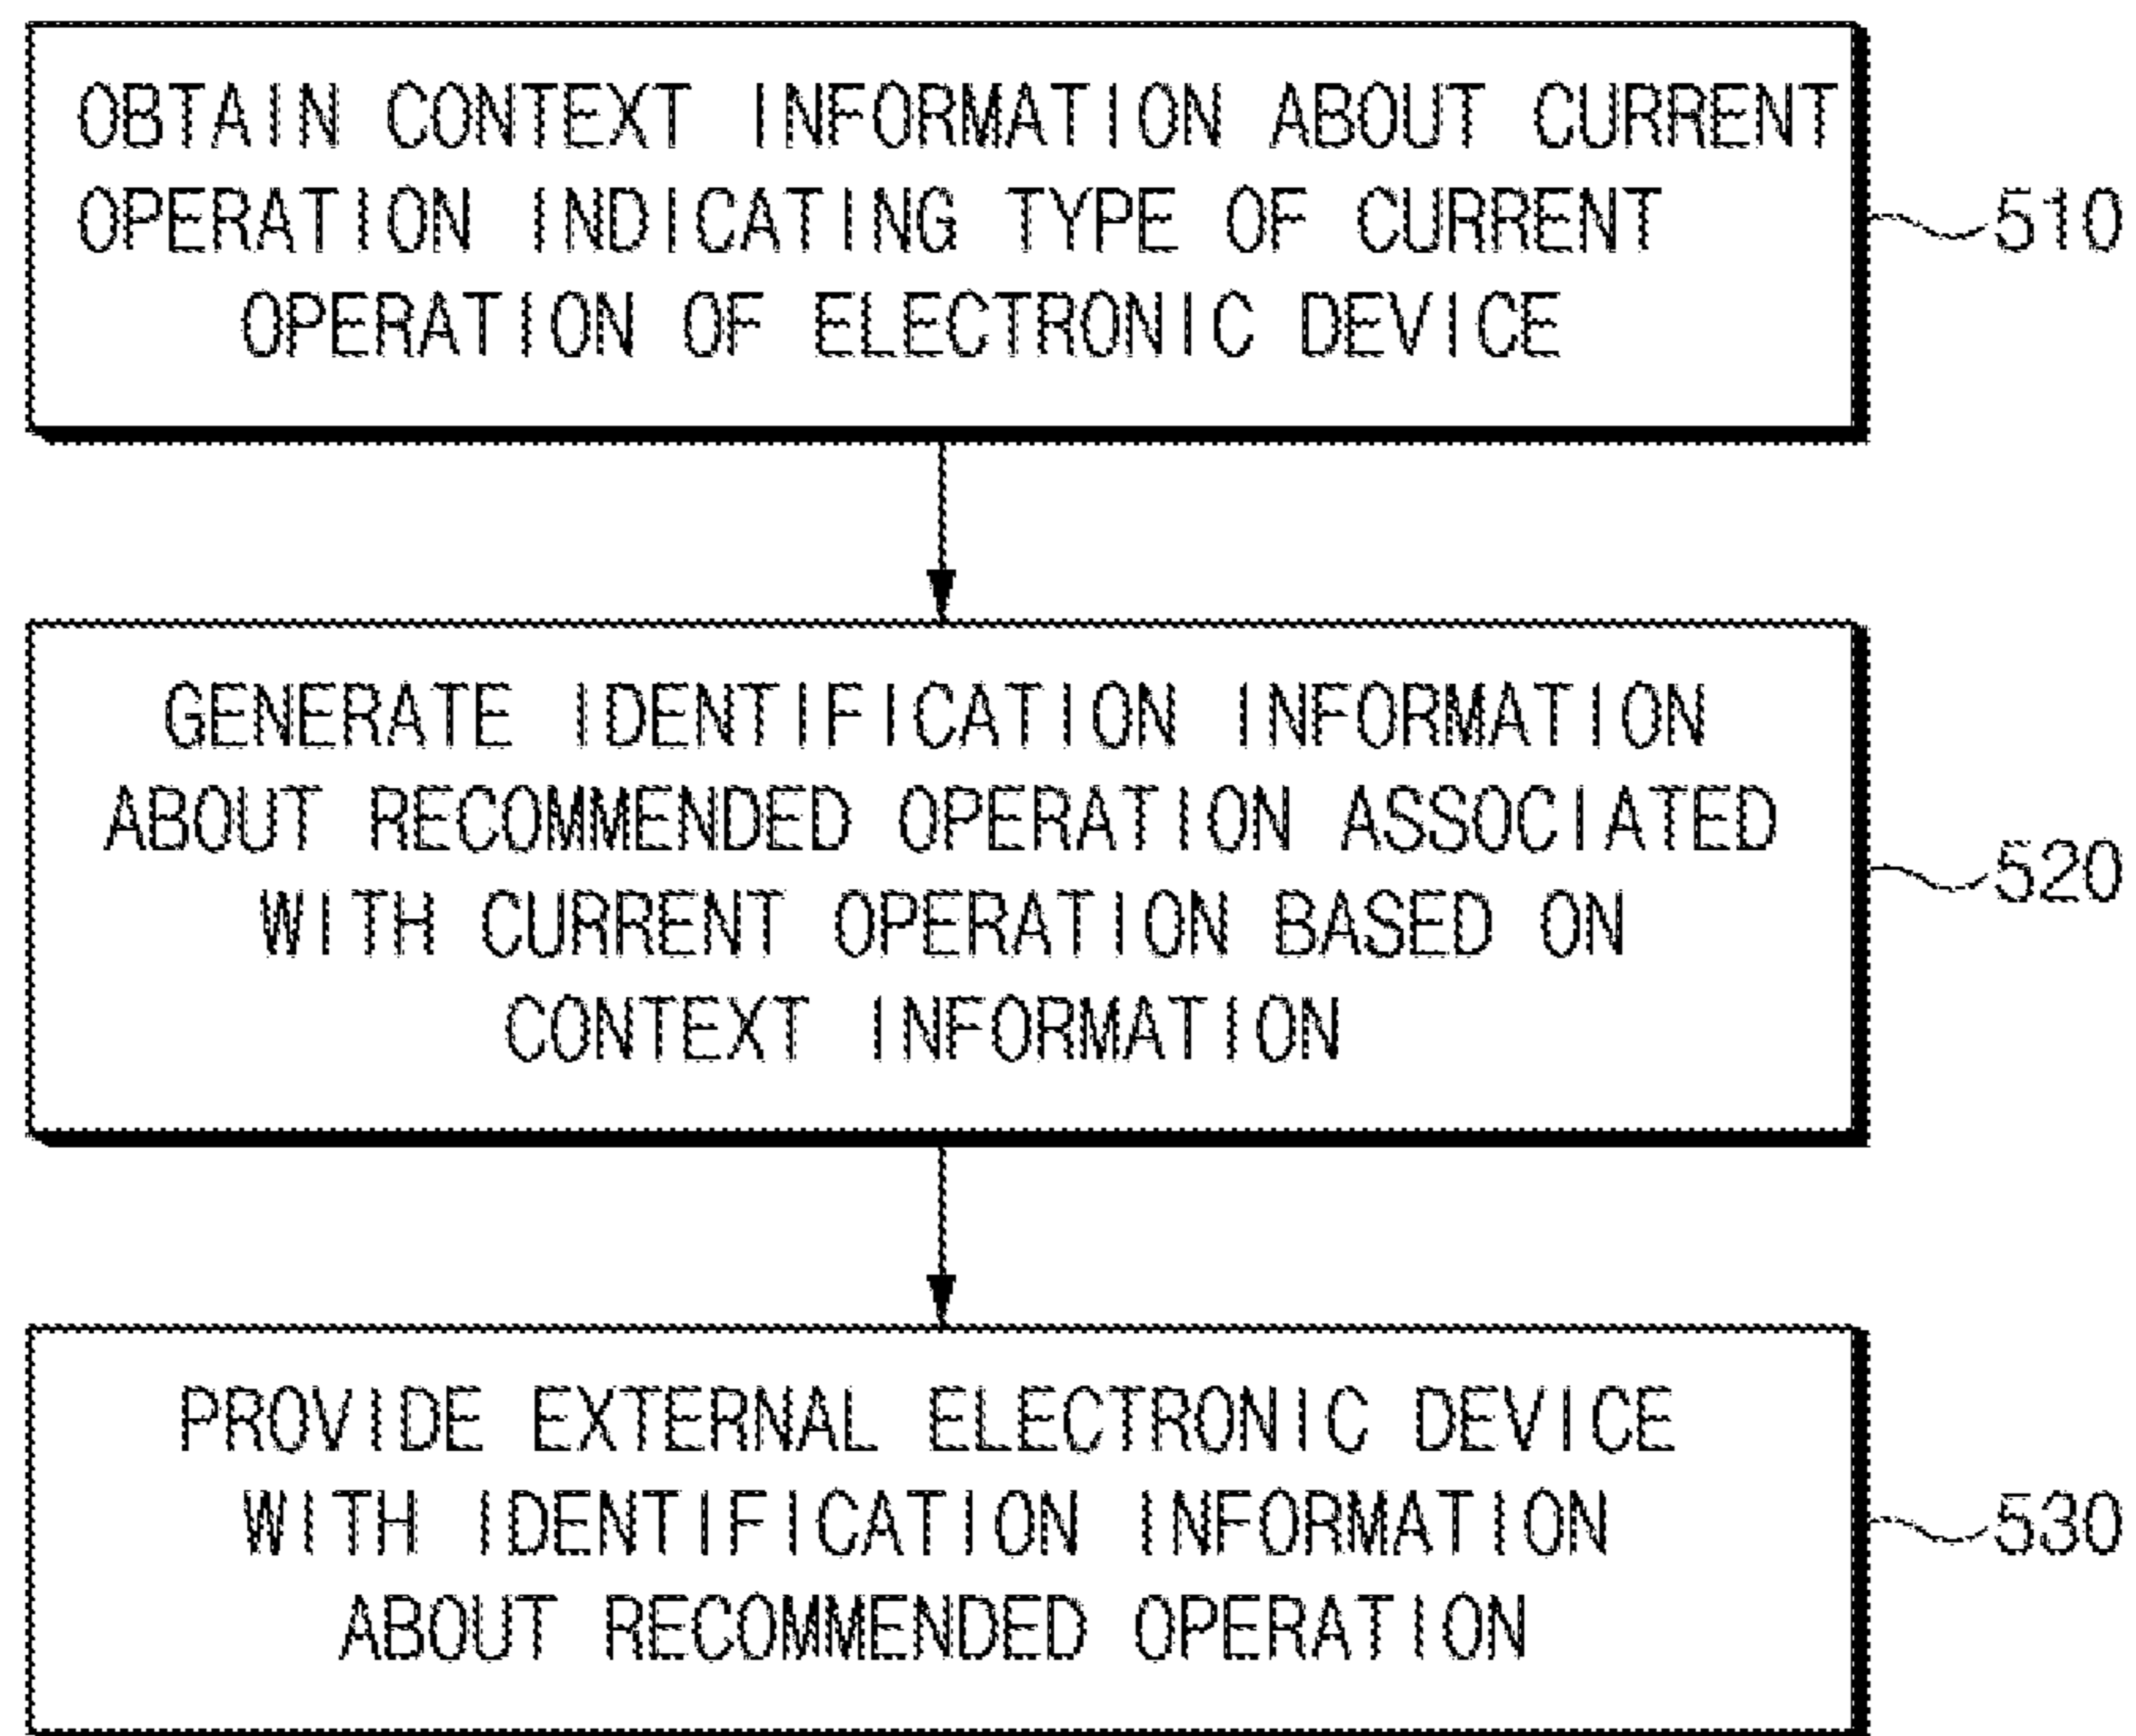 OBTAIN CONTEXT INFORMATION ABOUT CURRENT
OPERATION INDICATING TYPE OF CURRENT
OPERATION OF ELECTRONIC DEVICE
510
GENERATE IDENTIFICATION INFORMATION
ABOUT RECOMMENDED OPERATION ASSOCIATED
WITH CURRENT OPERATION BASED ON
CONTEXT INFORMATION
520
PROVIDE EXTERNAL ELECTRONIC DEVICE
WITH IDENTIFICATION INFORMATION
ABOUT RECOMMENDED OPERATION
530